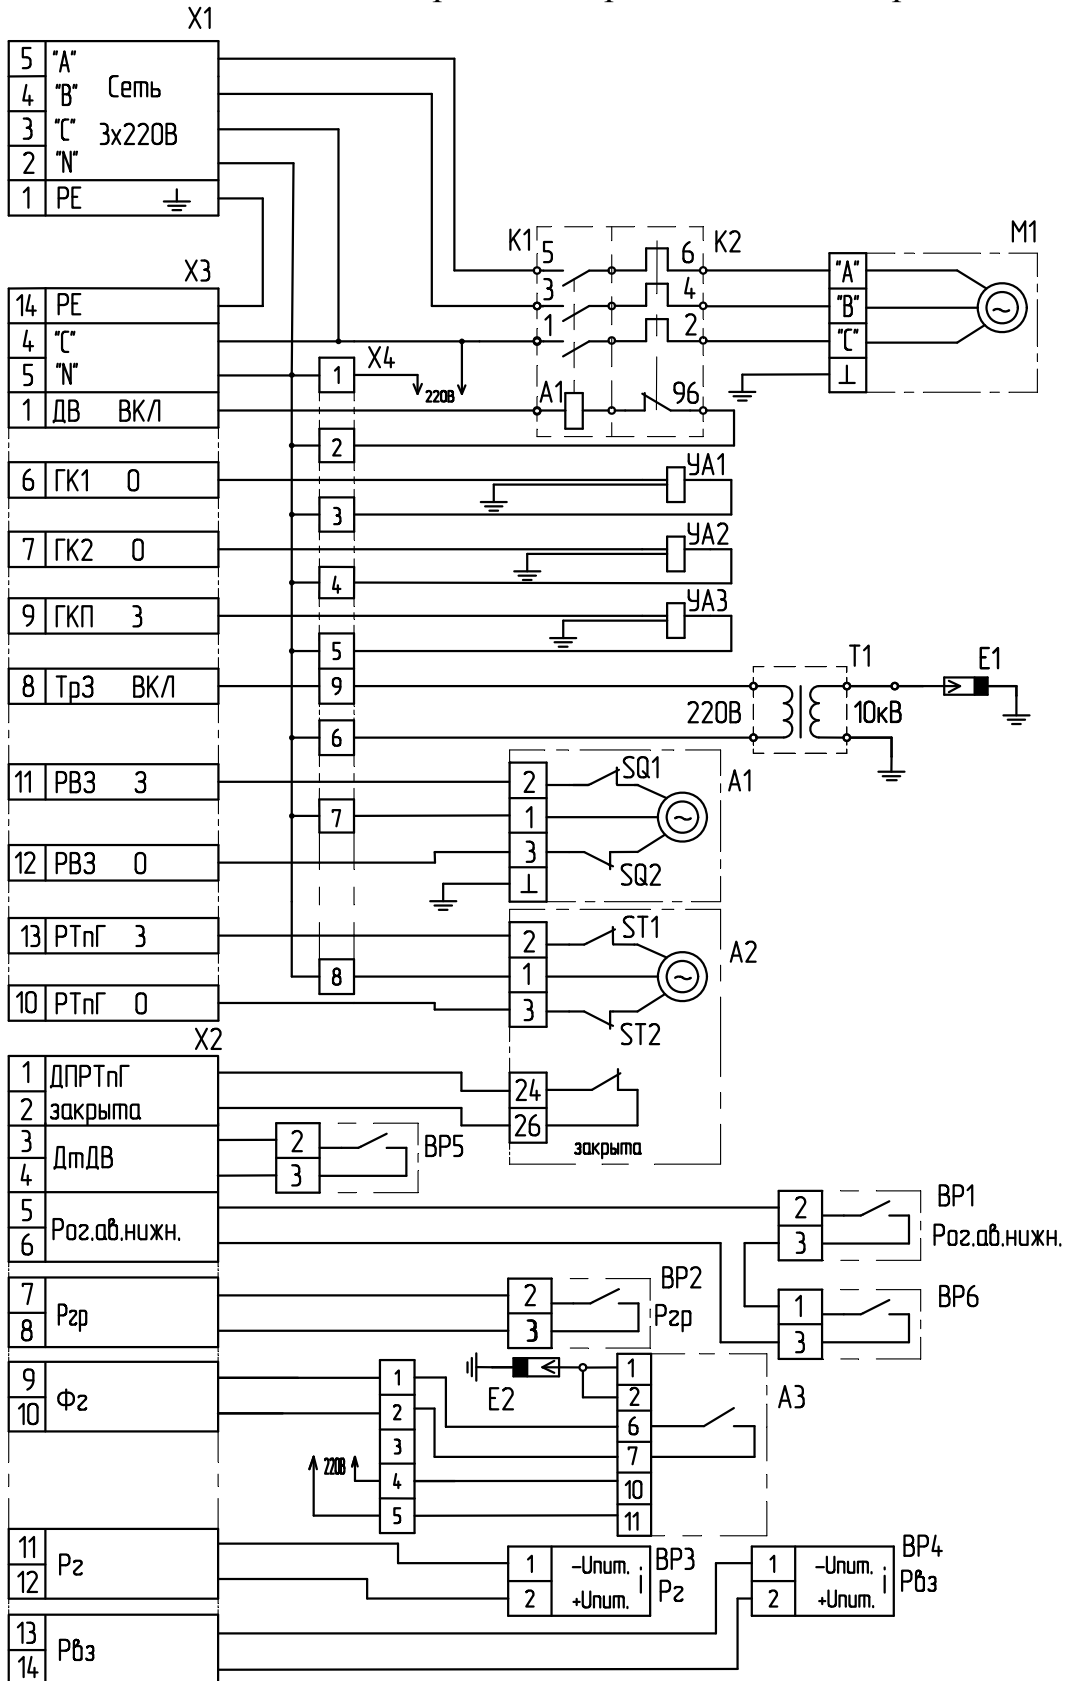 X1
5 "A"
4 "B" Сеть
3 "C" 3x220В
2 "N"
1 PE
X3
14 PE
4 "C"
5 "N"
1 ДВ ВКЛ
6 ГК1 О
7 ГК2 О
9 ГКП З
8 ТрЗ ВКЛ
11 РВЗ З
12 РВЗ О
13 РТпГ З
10 РТпГ О
X4
1
220В
2
3
4
5
9
6
7
8
K1
5
3
1
A1
K2
6
4
2
96
M1
"A"
"B"
"C"
⊥
~
УА1
УА2
УА3
T1
220В
10кВ
E1
A1
2
1
3
⊥
SQ1
SQ2
~
A2
2
1
3
ST1
ST2
~
24
26
закрыта
X2
1 ДПРТпГ
2 закрыта
3
4 ДтДВ
5
6 Рог.ав.нижн.
7
8 Ргр
9
10 Фг
11
12 Рг
13
14 Рвз
2
3
BP5
2
3
BP1
Рог.ав.нижн.
1
3
BP6
2
3
BP2
Ргр
1
2
3
4
5
220В
E2
1
2
6
7
10
11
A3
1 -Uпит.
2 +Uпит.
i
BP3
Рг
1 -Uпит.
2 +Uпит.
i
BP4
Рвз